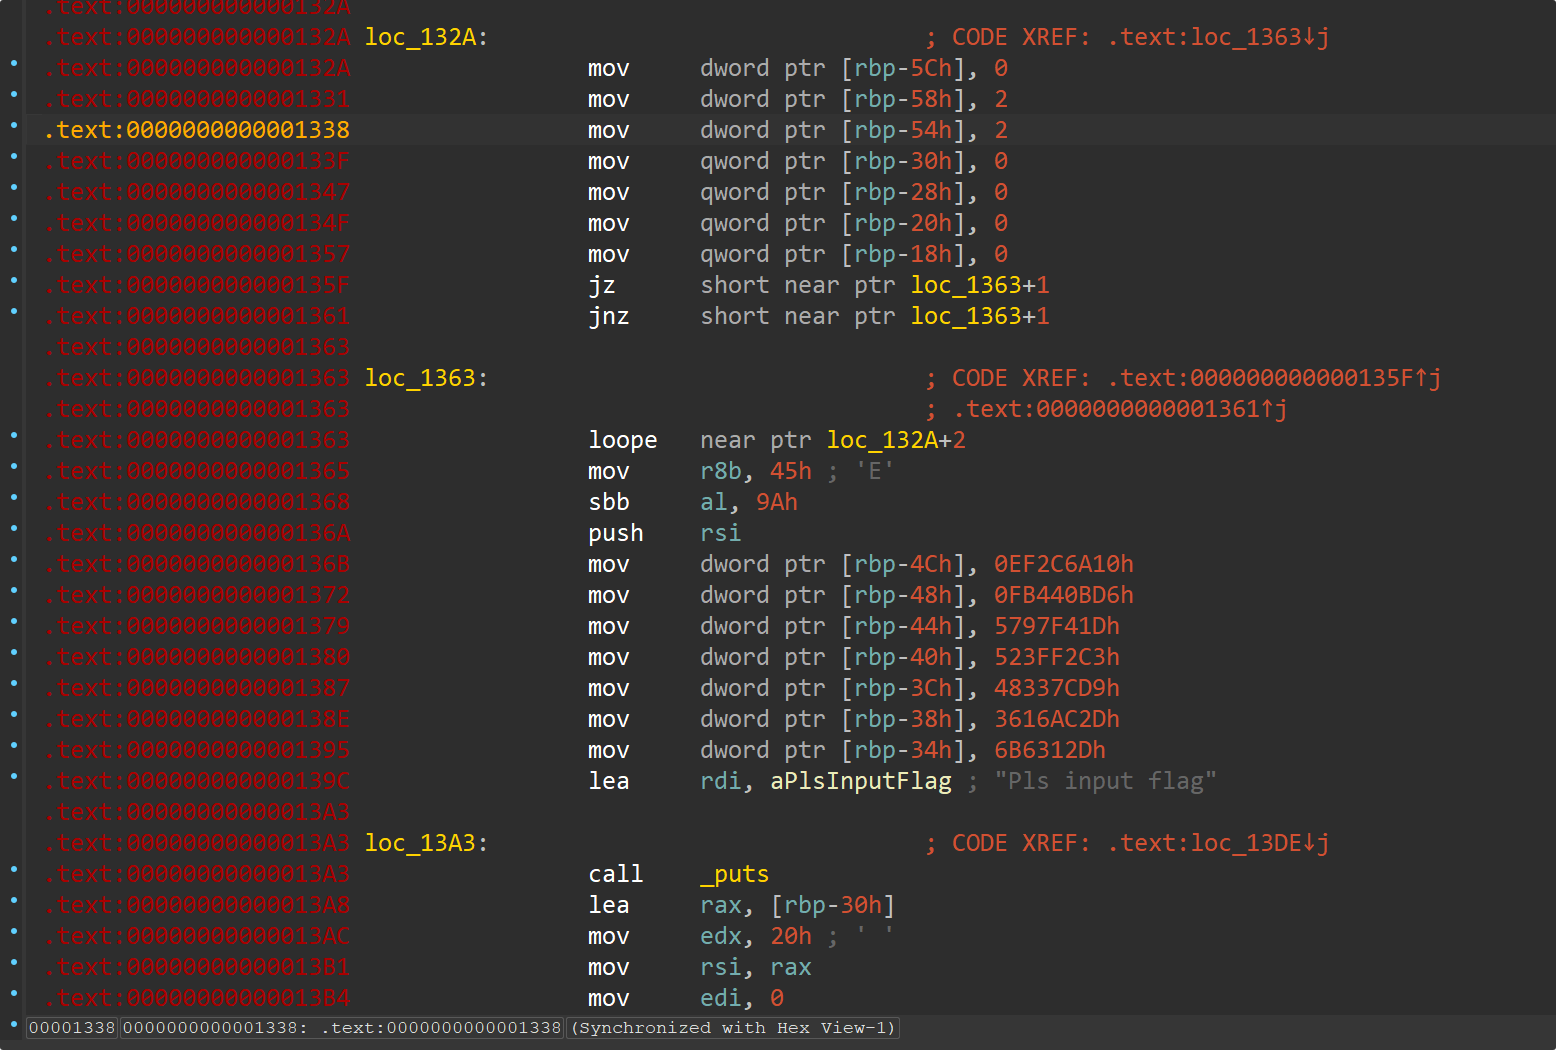 .text:000000000000132A
.text:000000000000132A loc_132A: ; CODE XREF: .text:loc_1363↓j
.text:000000000000132A mov dword ptr [rbp-5Ch], 0
.text:0000000000001331 mov dword ptr [rbp-58h], 2
.text:0000000000001338 mov dword ptr [rbp-54h], 2
.text:000000000000133F mov qword ptr [rbp-30h], 0
.text:0000000000001347 mov qword ptr [rbp-28h], 0
.text:000000000000134F mov qword ptr [rbp-20h], 0
.text:0000000000001357 mov qword ptr [rbp-18h], 0
.text:000000000000135F jz short near ptr loc_1363+1
.text:0000000000001361 jnz short near ptr loc_1363+1
.text:0000000000001363
.text:0000000000001363 loc_1363: ; CODE XREF: .text:000000000000135F↑j
.text:0000000000001363 ; .text:0000000000001361↑j
.text:0000000000001363 loope near ptr loc_132A+2
.text:0000000000001365 mov r8b, 45h ; 'E'
.text:0000000000001368 sbb al, 9Ah
.text:000000000000136A push rsi
.text:000000000000136B mov dword ptr [rbp-4Ch], 0EF2C6A10h
.text:0000000000001372 mov dword ptr [rbp-48h], 0FB440BD6h
.text:0000000000001379 mov dword ptr [rbp-44h], 5797F41Dh
.text:0000000000001380 mov dword ptr [rbp-40h], 523FF2C3h
.text:0000000000001387 mov dword ptr [rbp-3Ch], 48337CD9h
.text:000000000000138E mov dword ptr [rbp-38h], 3616AC2Dh
.text:0000000000001395 mov dword ptr [rbp-34h], 6B6312Dh
.text:000000000000139C lea rdi, aPlsInputFlag ; "Pls input flag"
.text:00000000000013A3
.text:00000000000013A3 loc_13A3: ; CODE XREF: .text:loc_13DE↓j
.text:00000000000013A3 call _puts
.text:00000000000013A8 lea rax, [rbp-30h]
.text:00000000000013AC mov edx, 20h ; ' '
.text:00000000000013B1 mov rsi, rax
.text:00000000000013B4 mov edi, 0
00001338 0000000000001338: .text:0000000000001338 (Synchronized with Hex View-1)